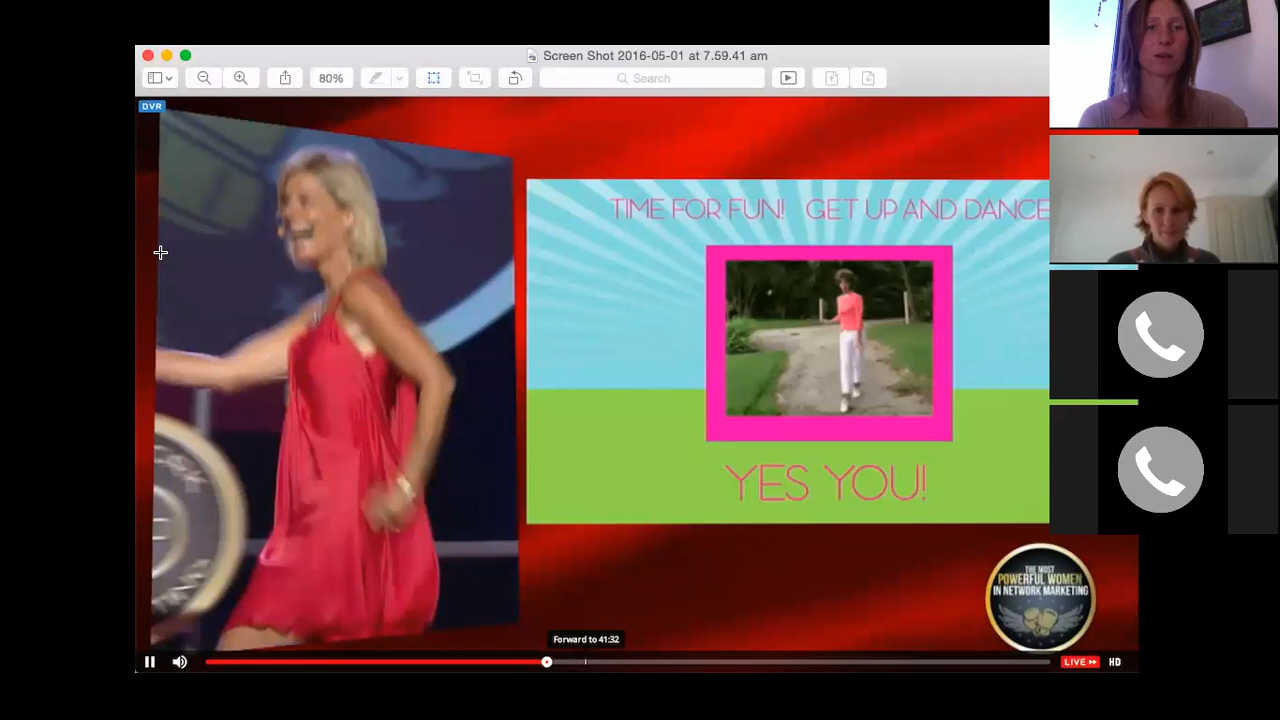 Screen Shot 2016-05-01 at 7.59.41 am
80%
Search
DVR
TIME FOR FUN! GET UP AND DANCE
YES YOU!
THE MOST
POWERFUL WOMEN
IN NETWORK MARKETING
Forward to 41:32
LIVE
HD